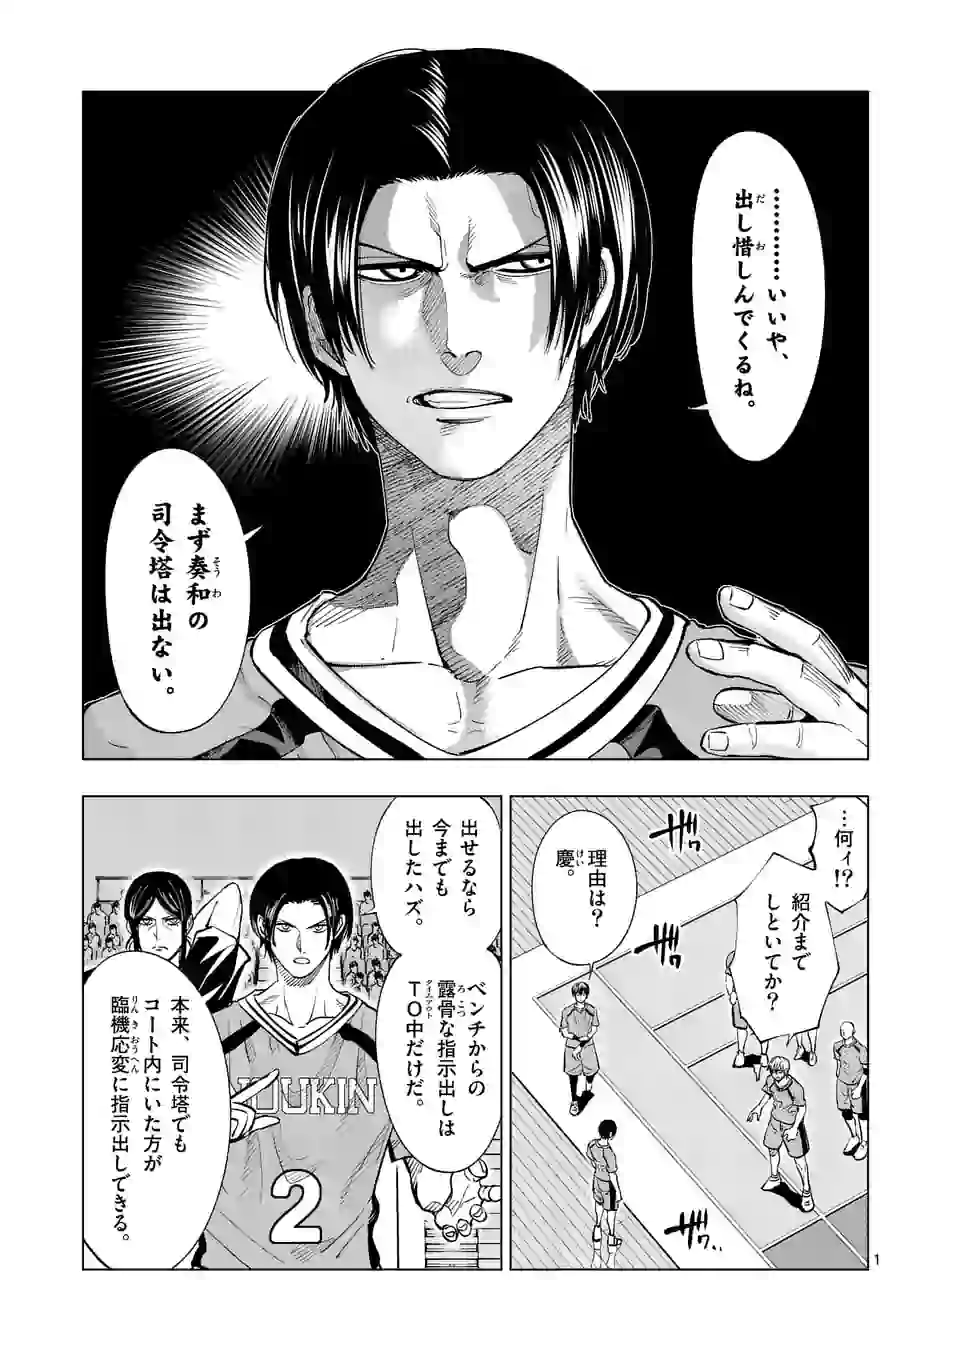 …………いいや、
出し惜しんでくるね。
まず奏和の
司令塔は出ない。
…何ィ!?
紹介まで
しといてか？
理由は？
慶。
ザワッ
ザワッ
ザワッ…
出せるなら
今までも
出したハズ。
ベンチからの
露骨な指示出しは
TO中だけだ。
本来、司令塔でも
コート内にいた方が
臨機応変に指示出しできる。
OUKIN
2
1